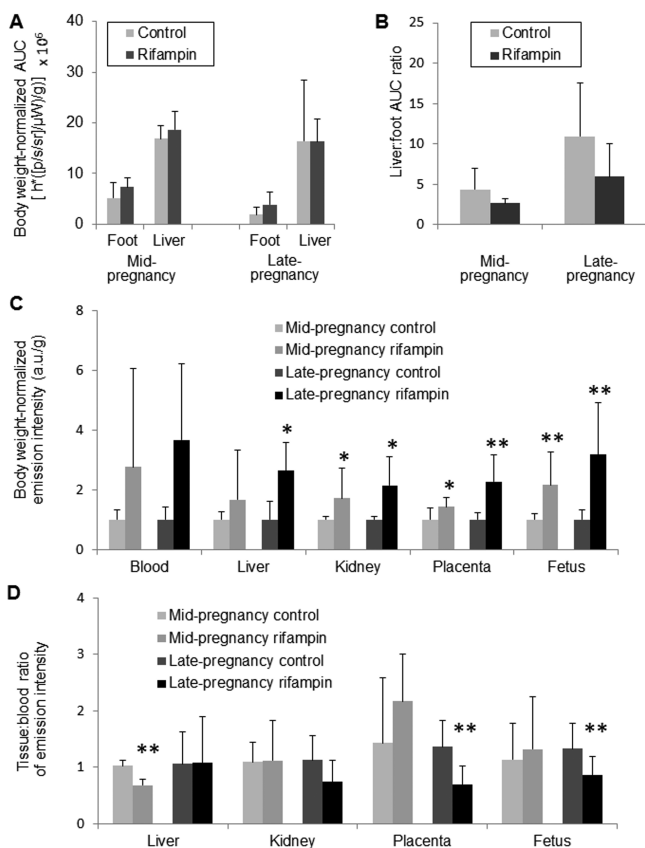 A
Body weight-normalized AUC
[ h*([p/s/sr]/µW)/g)] x 10⁶
40
30
20
10
0
Control
Rifampin
Foot Liver Foot Liver
Mid-
pregnancy
Late-
pregnancy
B
Liver:foot AUC ratio
25
20
15
10
5
0
Control
Rifampin
Mid-
pregnancy
Late-
pregnancy
C
Body weight-normalized
emission intensity (a.u/g)
8
6
4
2
0
Mid-pregnancy control
Mid-pregnancy rifampin
Late-pregnancy control
Late-pregnancy rifampin
* * * * ** ** **
Blood Liver Kidney Placenta Fetus
D
Tissue:blood ratio
of emission intensity
4
3
2
1
0
Mid-pregnancy control
Mid-pregnancy rifampin
Late-pregnancy control
Late-pregnancy rifampin
** ** **
Liver Kidney Placenta Fetus